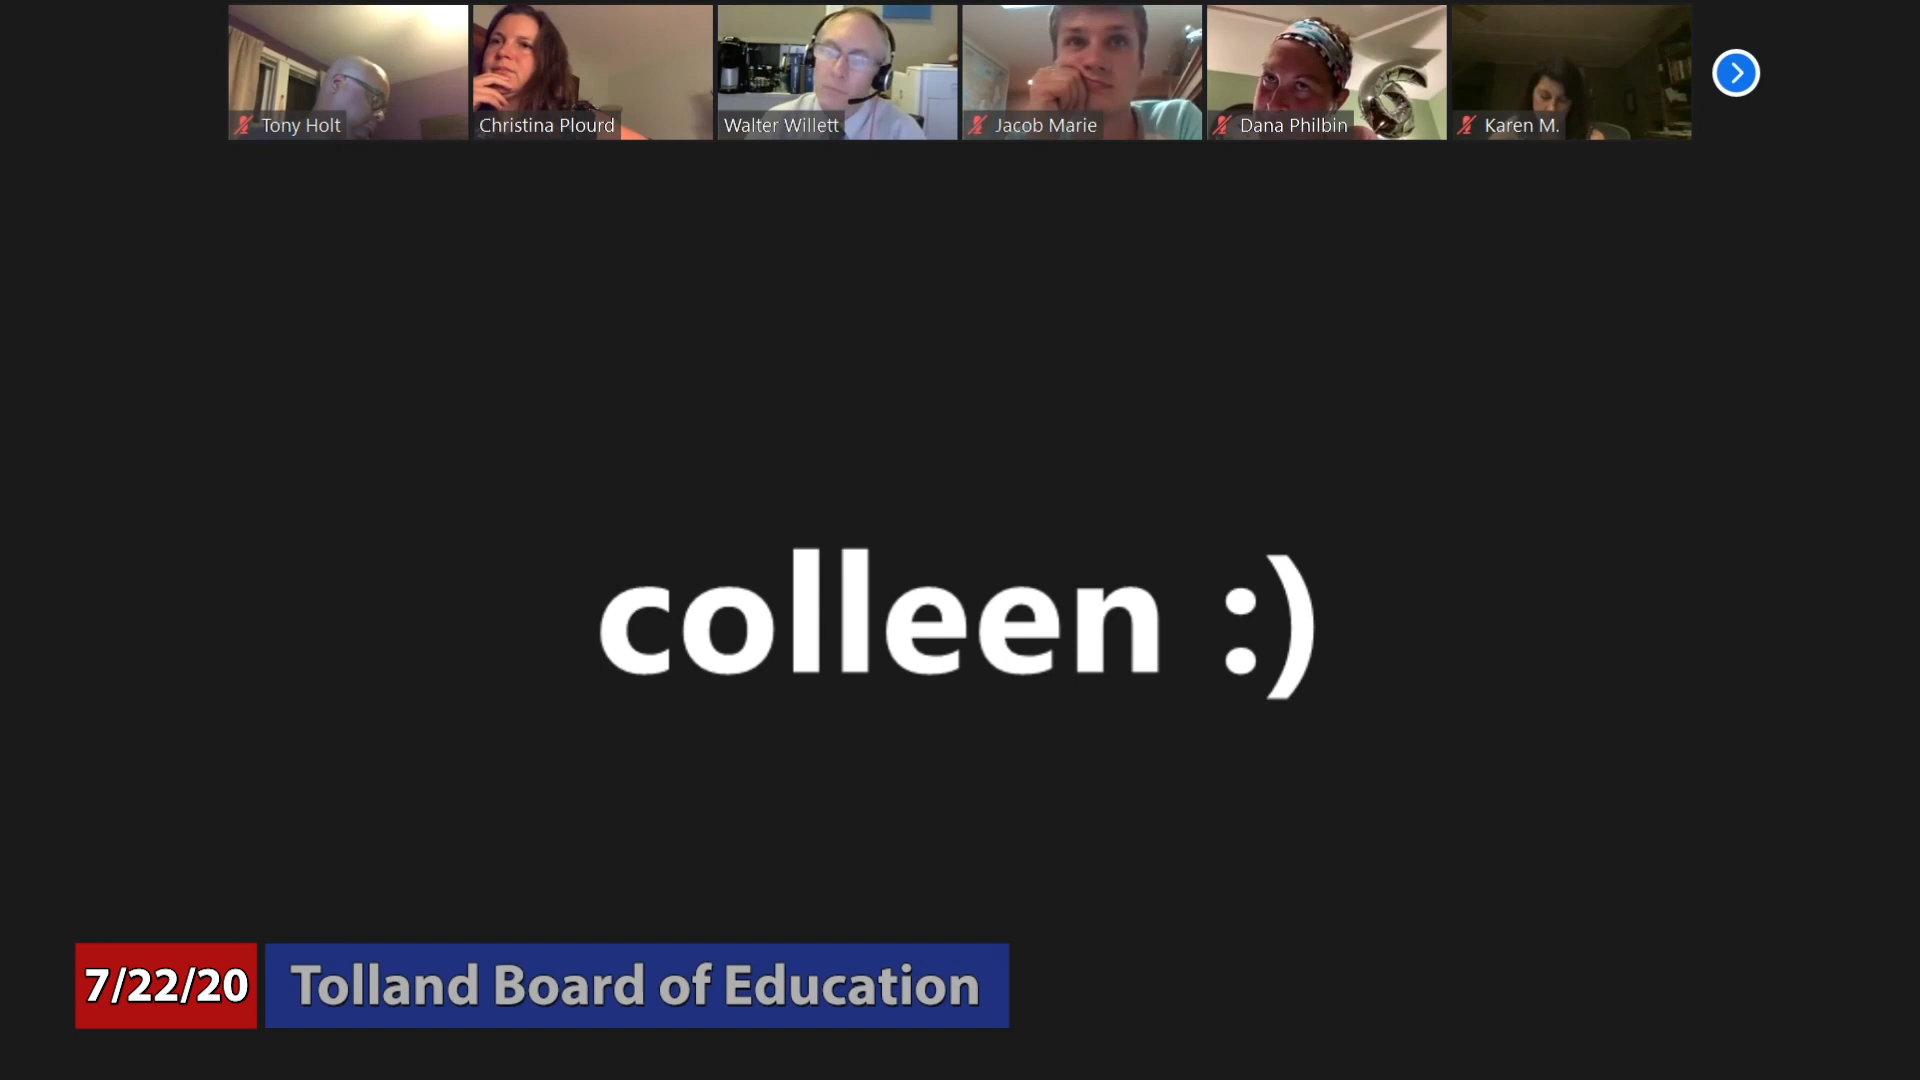 Tony Holt
Christina Plourd
Walter Willett
Jacob Marie
Dana Philbin
Karen M.
colleen :)
7/22/20
Tolland Board of Education